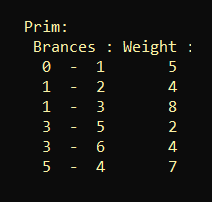 Prim:
Brances : Weight :
0 - 1 5
1 - 2 4
1 - 3 8
3 - 5 2
3 - 6 4
5 - 4 7